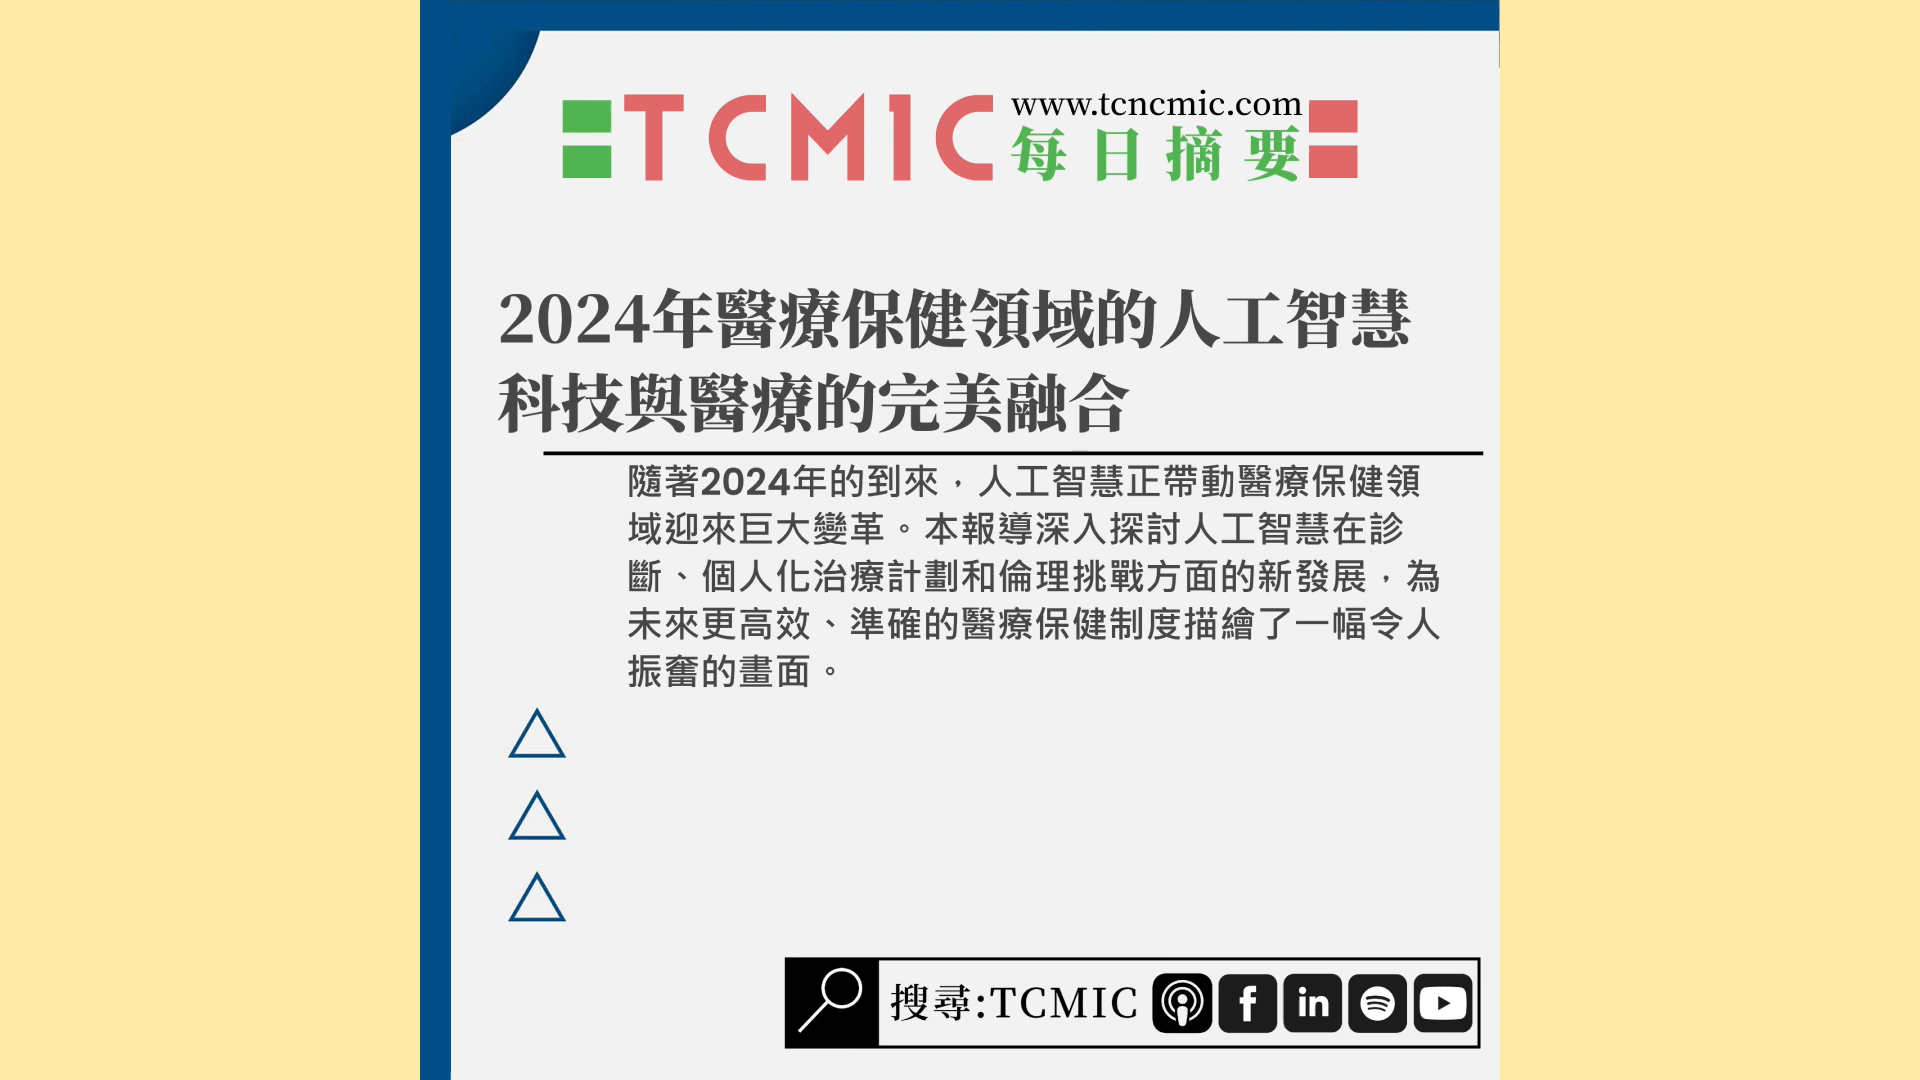 TCMIC
www.tcncmic.com
每日摘要
2024年醫療保健領域的人工智慧
科技與醫療的完美融合
隨著2024年的到來，人工智慧正帶動醫療保健領
域迎來巨大變革。本報導深入探討人工智慧在診
斷、個人化治療計劃和倫理挑戰方面的新發展，為
未來更高效、準確的醫療保健制度描繪了一幅令人
振奮的畫面。
搜尋:TCMIC